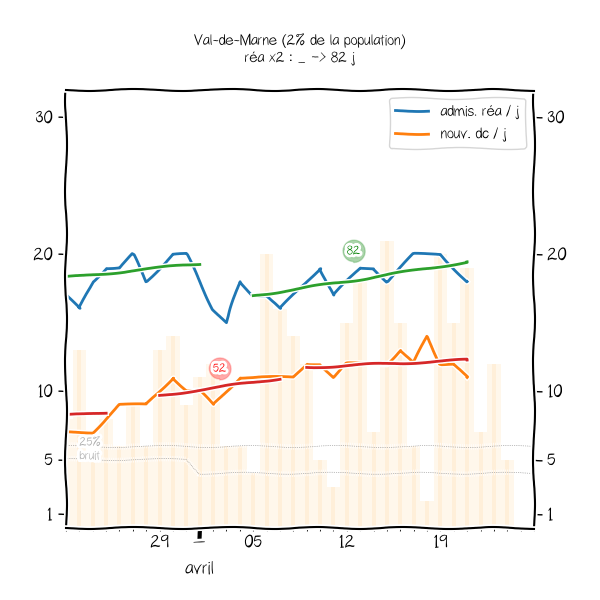 Val-de-Marne (2% de la population)
réa x2 : _ -> 82 j
admis. réa / j
nouv. dc / j
30
30
82
20
20
52
10
10
25%
bruit
5
5
1
1
29
05
12
19
avril